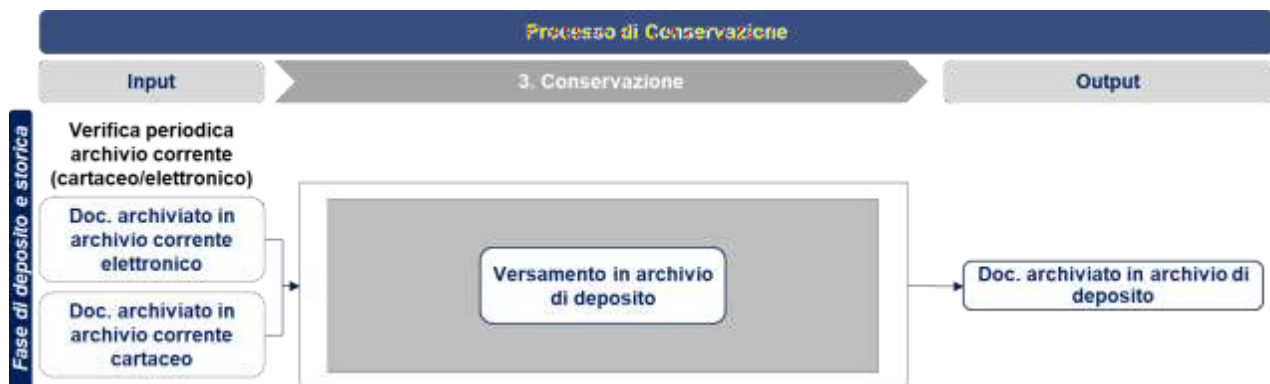 Processo di Conservazione
Input
3. Conservazione
Output
Fase di deposito e storica
Verifica periodica
archivio corrente
(cartaceo/elettronico)
Doc. archiviato in
archivio corrente
elettronico
Doc. archiviato in
archivio corrente
cartaceo
Versamento in archivio
di deposito
Doc. archiviato in archivio di
deposito